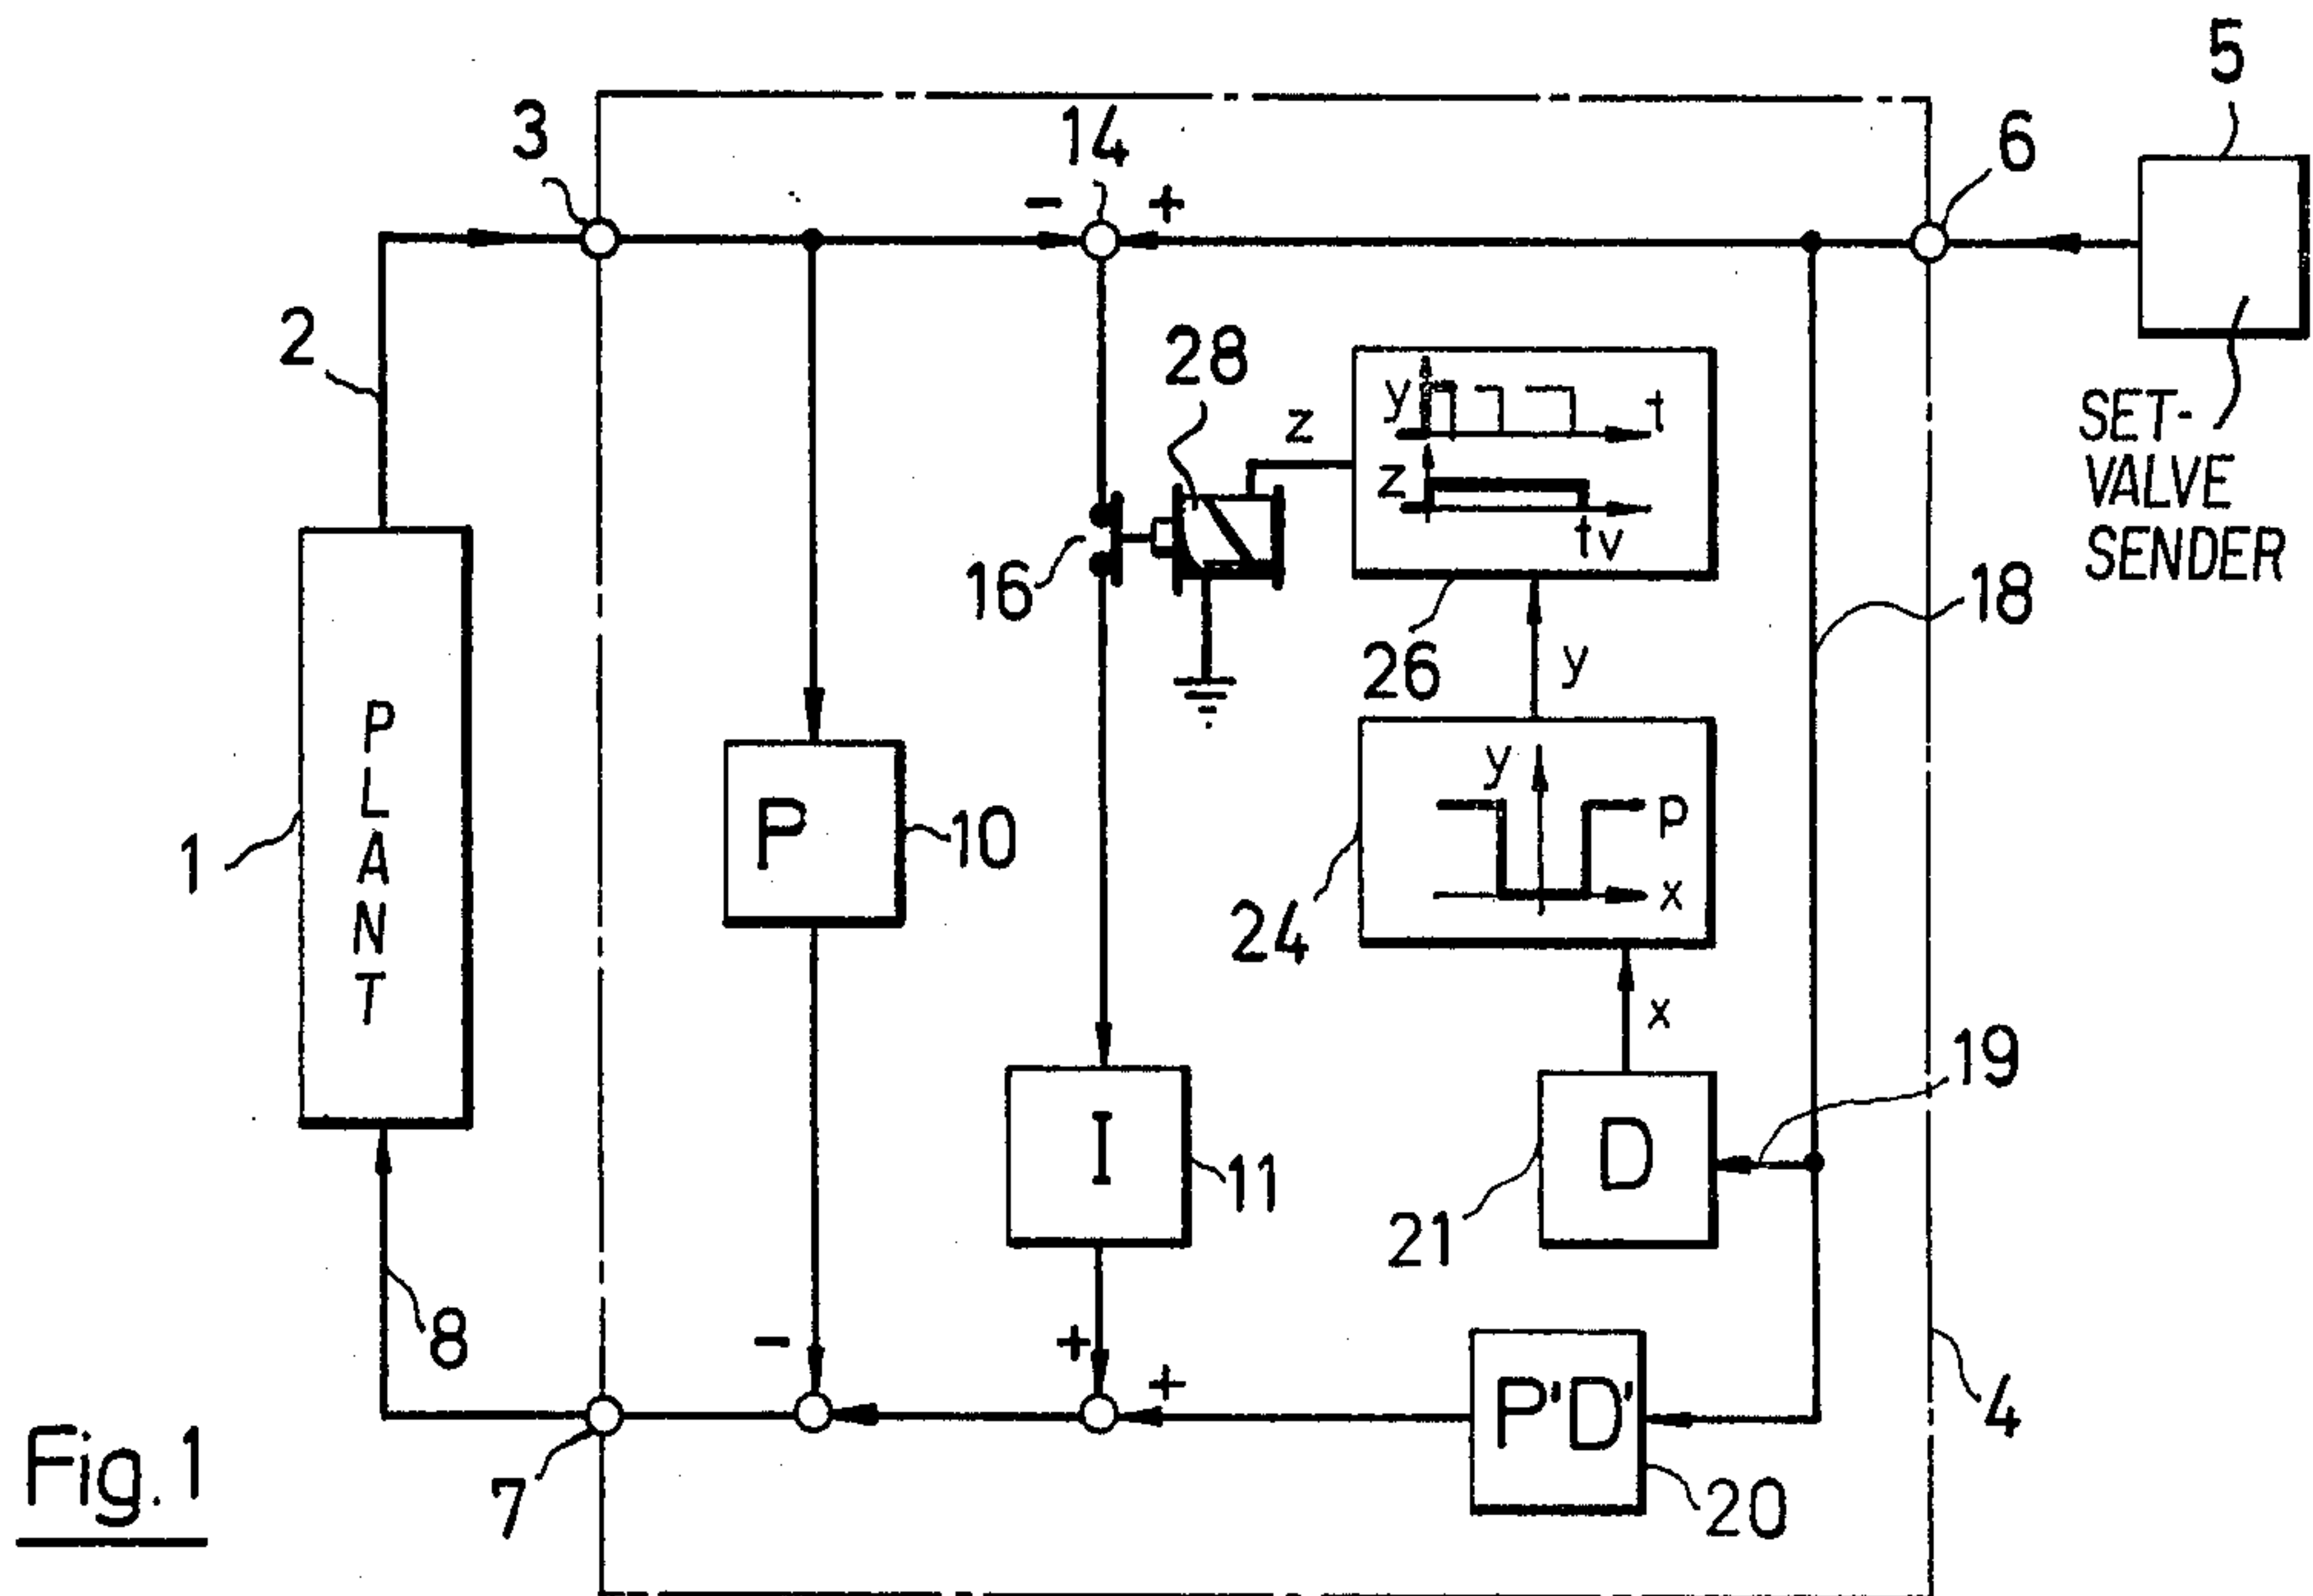 5
3
14
6
- +
2
28
SET-
VALVE
SENDER
y
t
z
z
tv
16
18
26
y
PLANT
y
p
x
P
10
1
24
x
19
I
D
11
21
8
-
+
+
P'D'
4
7
20
Fig.1